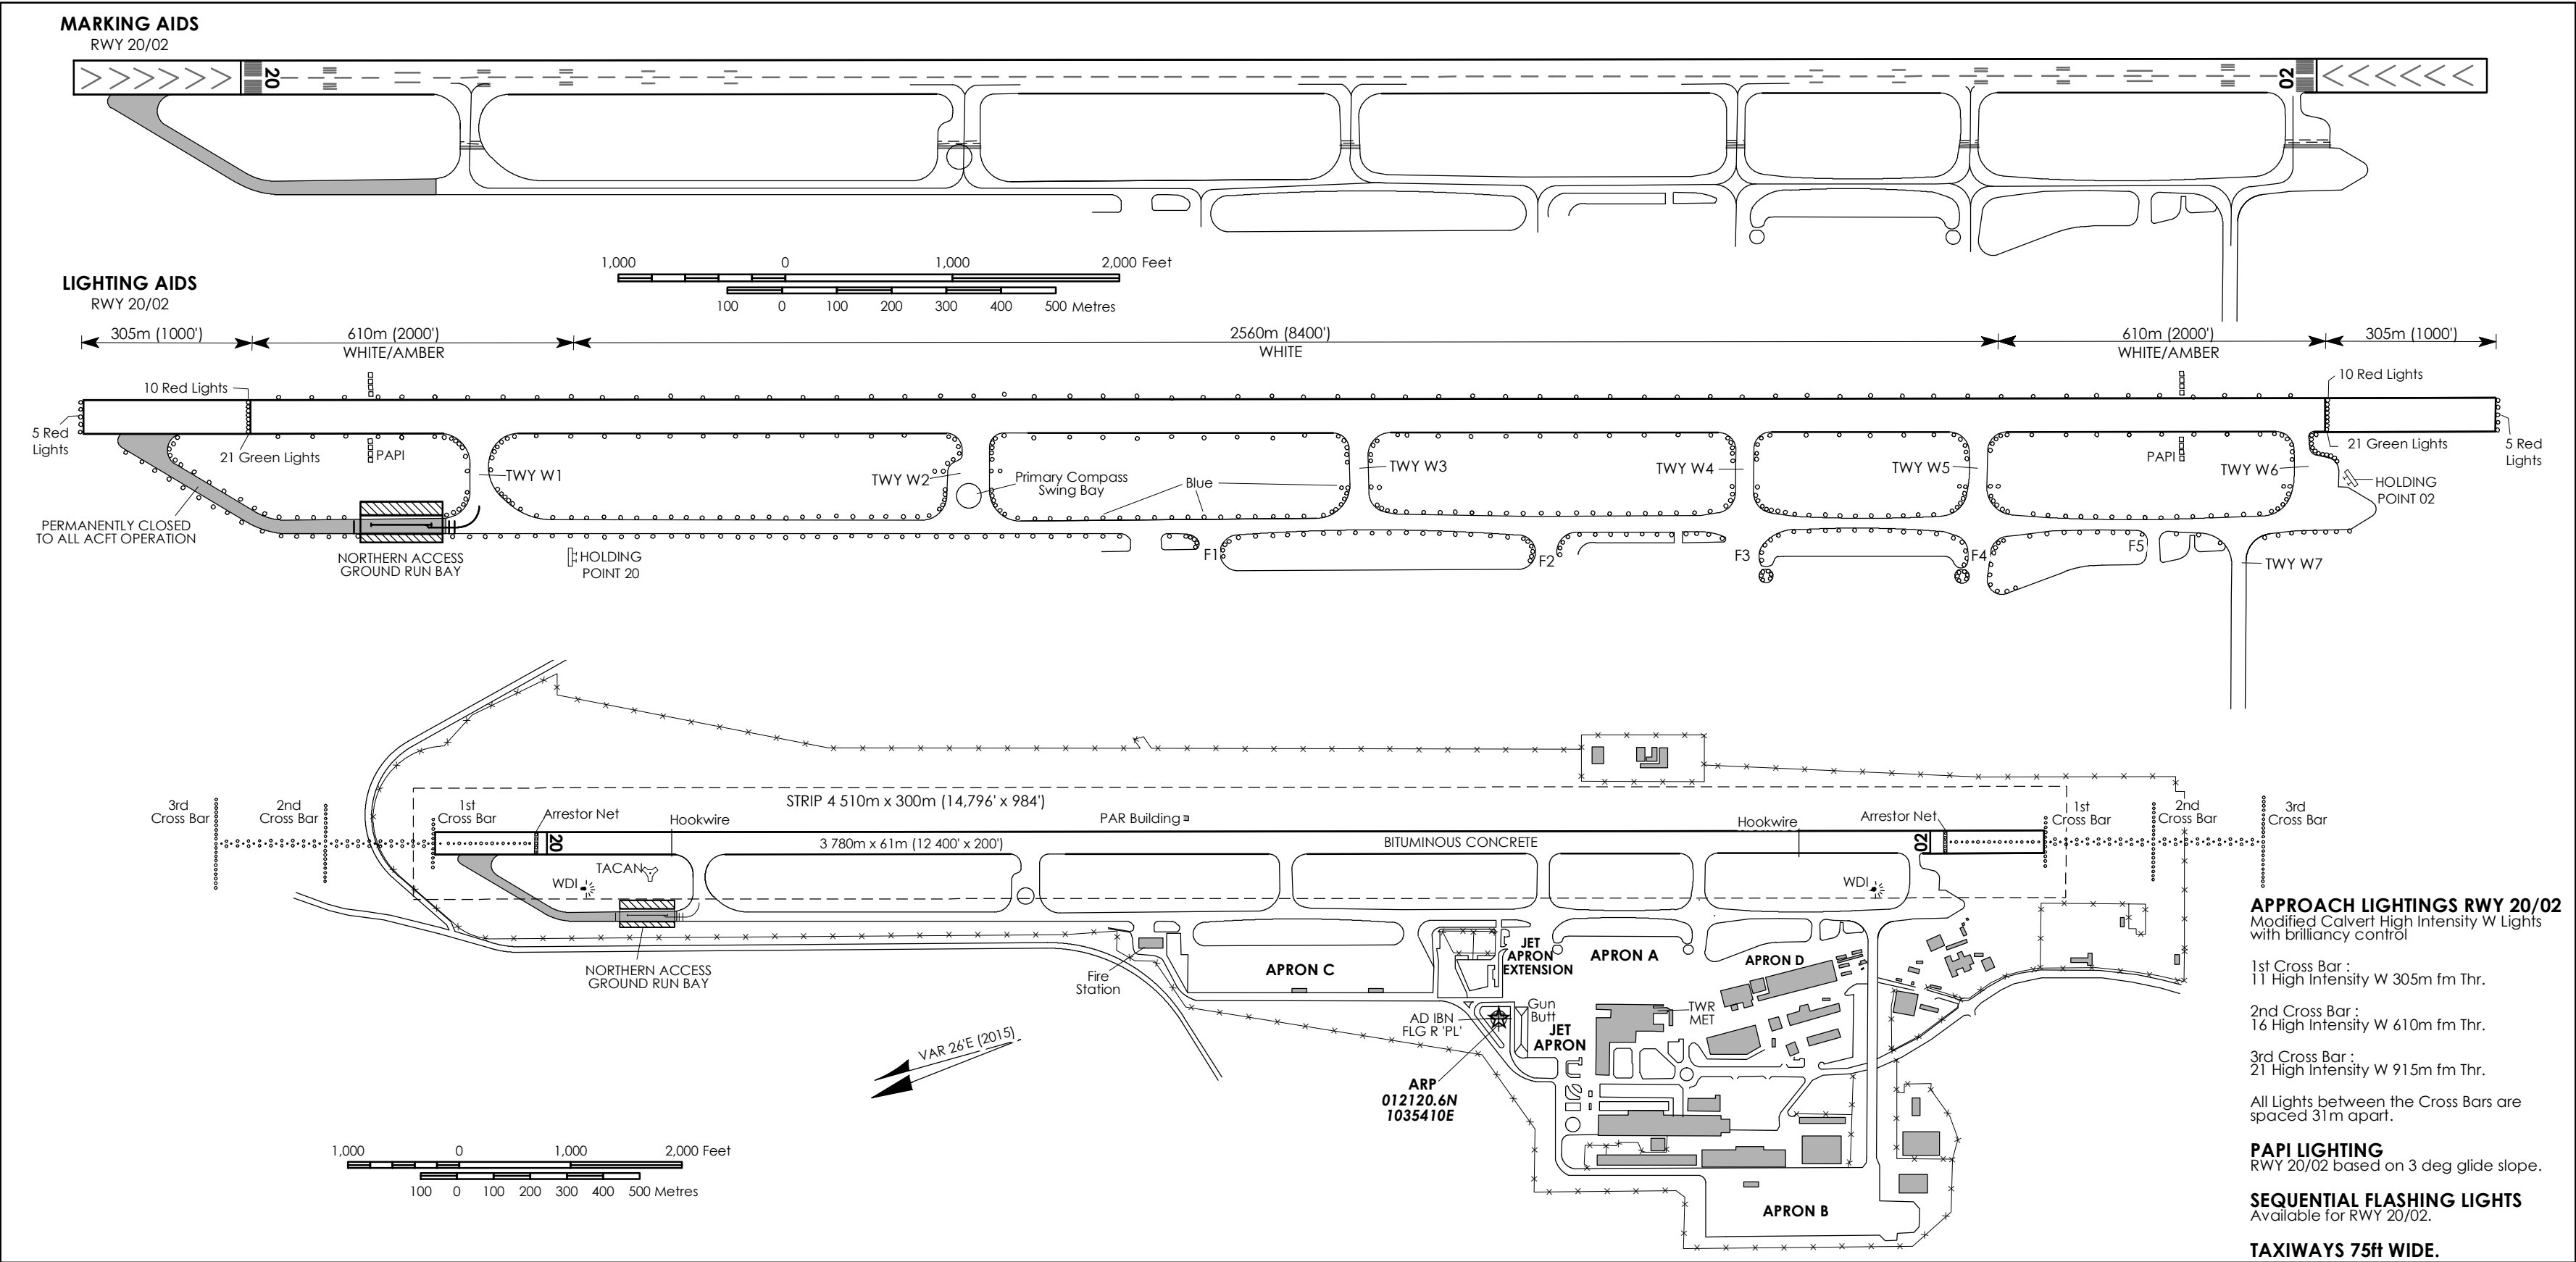 MARKING AIDS
RWY 20/02
20
02
1,000 0 1,000 2,000 Feet
100 0 100 200 300 400 500 Metres
LIGHTING AIDS
RWY 20/02
305m (1000') 610m (2000') 2560m (8400') 610m (2000') 305m (1000')
WHITE/AMBER WHITE WHITE/AMBER
10 Red Lights 10 Red Lights
5 Red
Lights
21 Green Lights
PAPI
TWY W1
TWY W2
Primary Compass
Swing Bay
Blue
TWY W3
TWY W4
TWY W5
PAPI
TWY W6
21 Green Lights
5 Red
Lights
HOLDING
POINT 02
PERMANENTLY CLOSED
TO ALL ACFT OPERATION
NORTHERN ACCESS
GROUND RUN BAY
HOLDING
POINT 20
F1
F2
F3
F4
F5
TWY W7
3rd
Cross Bar
2nd
Cross Bar
1st
Cross Bar
Arrestor Net
STRIP 4 510m x 300m (14,796' x 984')
Hookwire
PAR Building
Hookwire
Arrestor Net
1st
Cross Bar
2nd
Cross Bar
3rd
Cross Bar
20
3 780m x 61m (12 400' x 200')
BITUMINOUS CONCRETE
02
TACAN
WDI
WDI
NORTHERN ACCESS
GROUND RUN BAY
Fire
Station
APRON C
JET
APRON
EXTENSION
APRON A
APRON D
AD IBN
FLG R 'PL'
Gun
Butt
JET
APRON
TWR
MET
VAR 26'E (2015)
ARP
012120.6N
1035410E
APRON B
1,000 0 1,000 2,000 Feet
100 0 100 200 300 400 500 Metres
APPROACH LIGHTINGS RWY 20/02
Modified Calvert High Intensity W Lights
with brilliancy control
1st Cross Bar :
11 High Intensity W 305m fm Thr.
2nd Cross Bar :
16 High Intensity W 610m fm Thr.
3rd Cross Bar :
21 High Intensity W 915m fm Thr.
All Lights between the Cross Bars are
spaced 31m apart.
PAPI LIGHTING
RWY 20/02 based on 3 deg glide slope.
SEQUENTIAL FLASHING LIGHTS
Available for RWY 20/02.
TAXIWAYS 75ft WIDE.